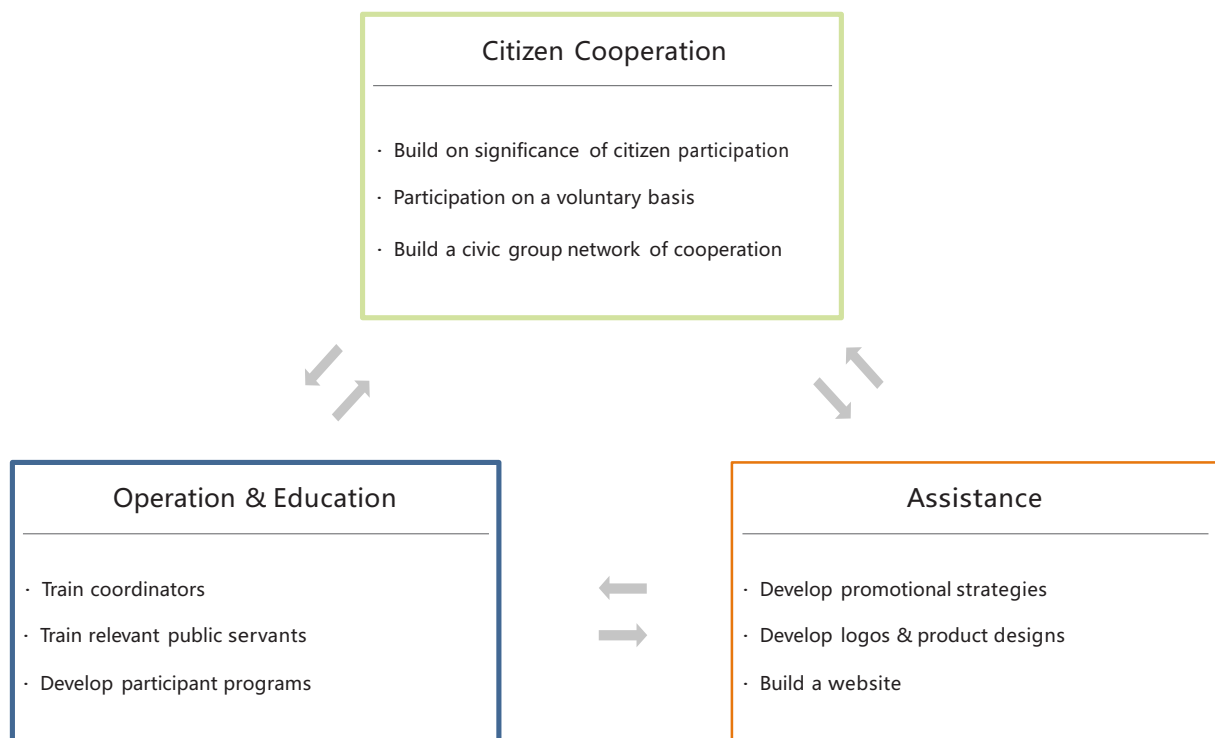 Citizen Cooperation
· Build on significance of citizen participation
· Participation on a voluntary basis
· Build a civic group network of cooperation
Operation & Education
· Train coordinators
· Train relevant public servants
· Develop participant programs
Assistance
· Develop promotional strategies
· Develop logos & product designs
· Build a website